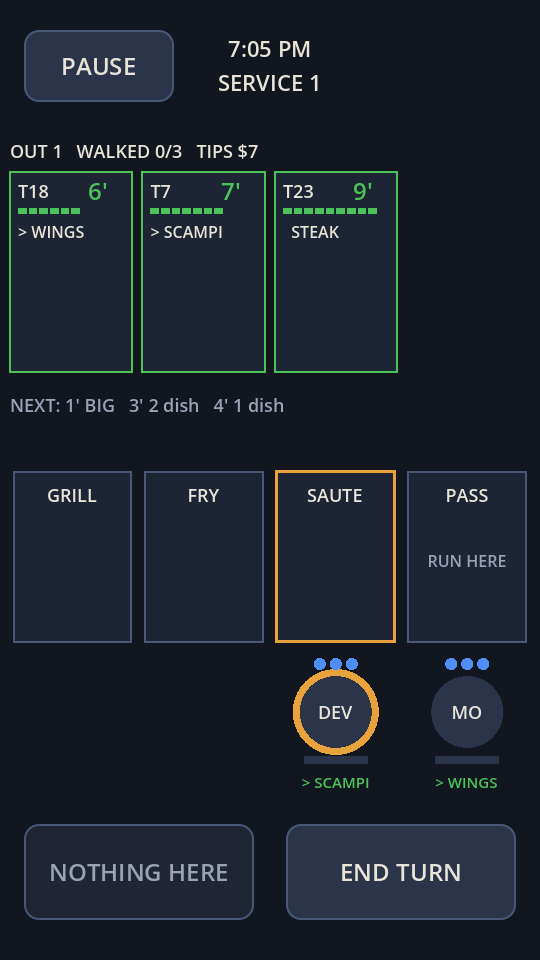 PAUSE
7:05 PM
SERVICE 1
OUT 1 WALKED 0/3 TIPS $7
T18 6'
> WINGS
T7 7'
> SCAMPI
T23 9'
STEAK
NEXT: 1' BIG 3' 2 dish 4' 1 dish
GRILL
FRY
SAUTE
PASS
RUN HERE
DEV
MO
> SCAMPI
> WINGS
NOTHING HERE
END TURN